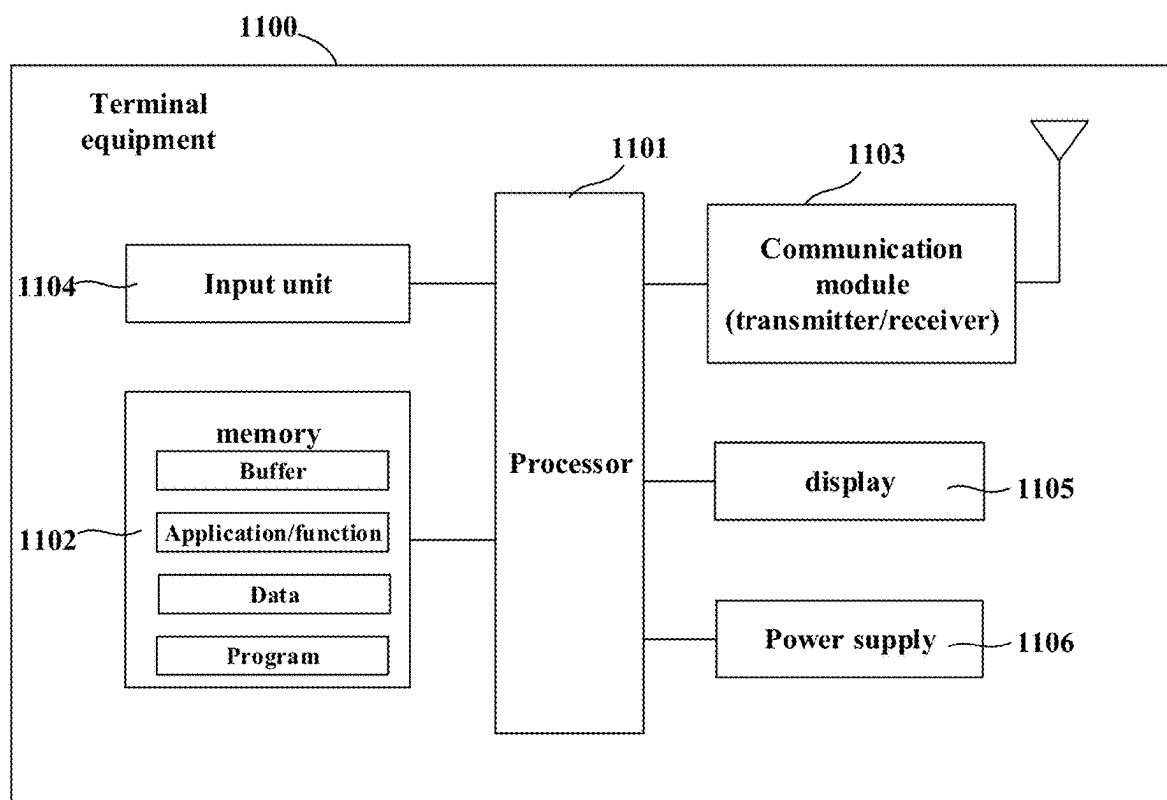 1100
Terminal
equipment
1101
1103
Communication
module
(transmitter/receiver)
1104
Input unit
memory
Buffer
Application/function
Data
Program
1102
Processor
display
1105
Power supply
1106